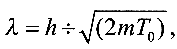 λ = h ÷ √(2mT₀) ,